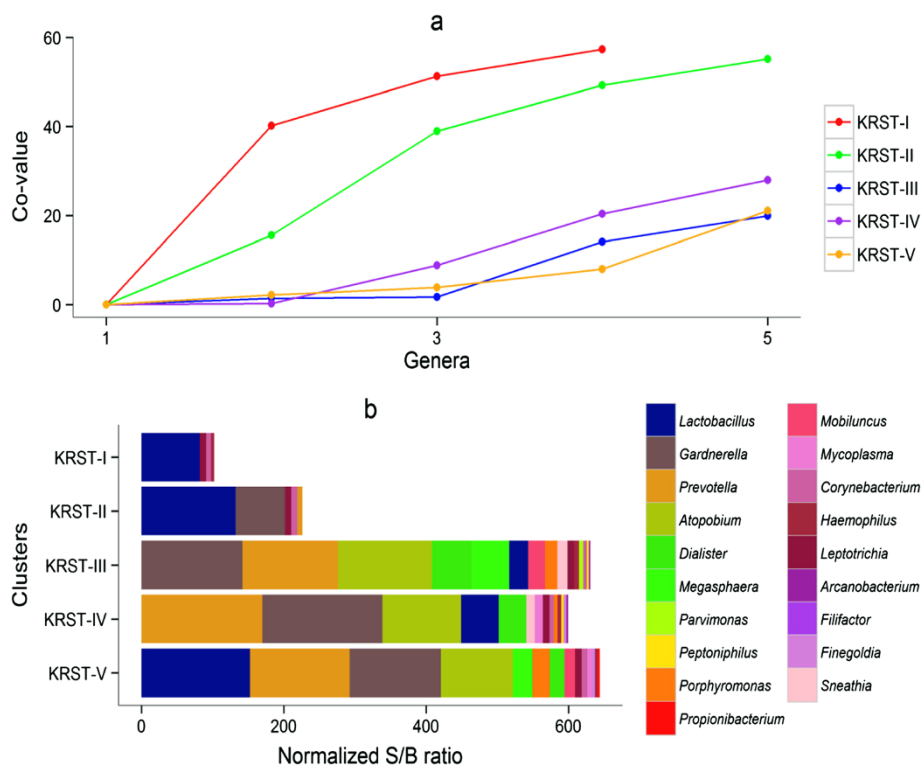 a
60
40
20
0
Co-value
1 3 5
Genera
KRST-I
KRST-II
KRST-III
KRST-IV
KRST-V
b
Clusters
KRST-I
KRST-II
KRST-III
KRST-IV
KRST-V
0 200 400 600
Normalized S/B ratio
Lactobacillus
Gardnerella
Prevotella
Atopobium
Dialister
Megasphaera
Parvimonas
Peptoniphilus
Porphyromonas
Propionibacterium
Mobiluncus
Mycoplasma
Corynebacterium
Haemophilus
Leptotrichia
Arcanobacterium
Filifactor
Finegoldia
Sneathia